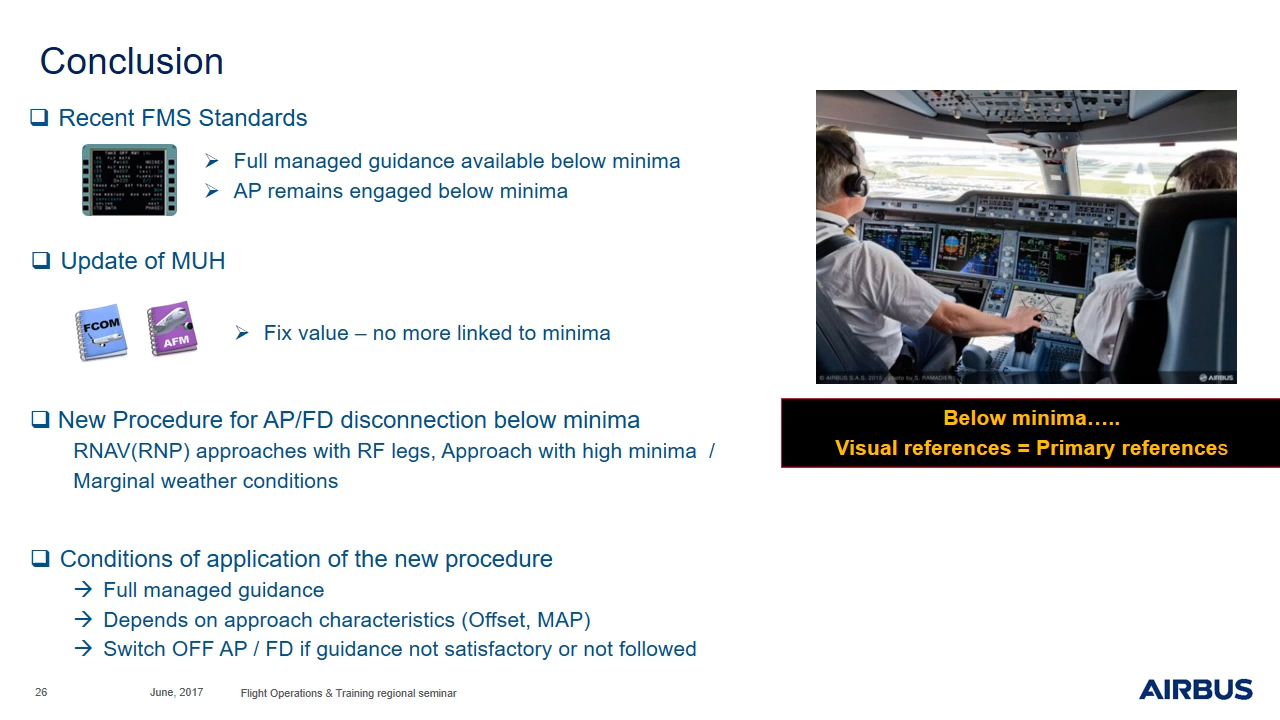 Conclusion
Recent FMS Standards
Full managed guidance available below minima
AP remains engaged below minima
Update of MUH
FCOM
AFM
Fix value – no more linked to minima
New Procedure for AP/FD disconnection below minima
RNAV(RNP) approaches with RF legs, Approach with high minima /
Marginal weather conditions
Conditions of application of the new procedure
Full managed guidance
Depends on approach characteristics (Offset, MAP)
Switch OFF AP / FD if guidance not satisfactory or not followed
© AIRBUS S.A.S. 2015 - photo by S. RAMADIER
AIRBUS
Below minima…..
Visual references = Primary references
26
June, 2017
Flight Operations & Training regional seminar
AIRBUS